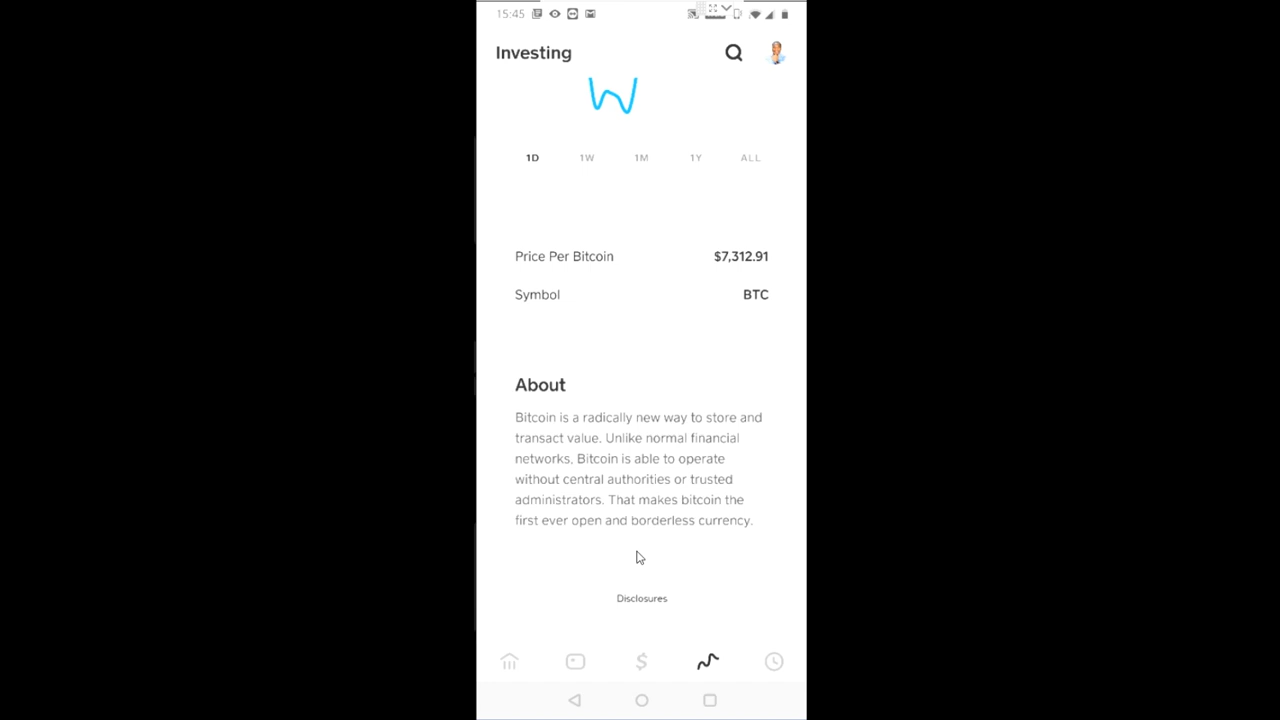 15:45
Investing
1D 1W 1M 1Y ALL
Price Per Bitcoin $7,312.91
Symbol BTC
About
Bitcoin is a radically new way to store and
transact value. Unlike normal financial
networks, Bitcoin is able to operate
without central authorities or trusted
administrators. That makes bitcoin the
first ever open and borderless currency.
Disclosures